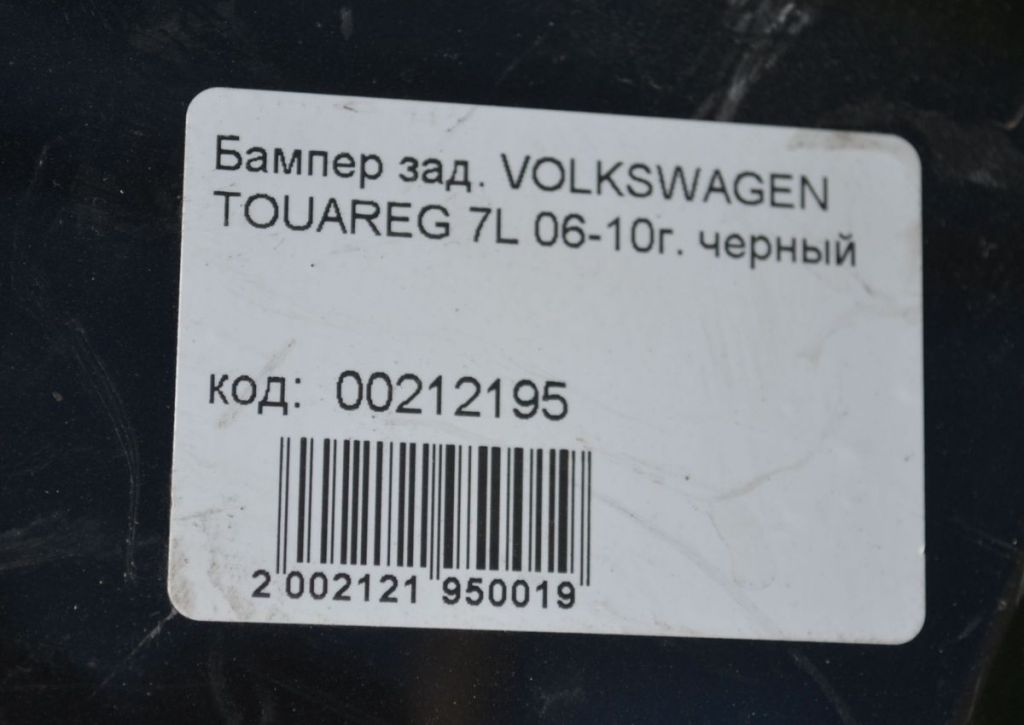 Бампер зад. VOLKSWAGEN
TOUAREG 7L 06-10г. черный
код: 00212195
2 002121 950019